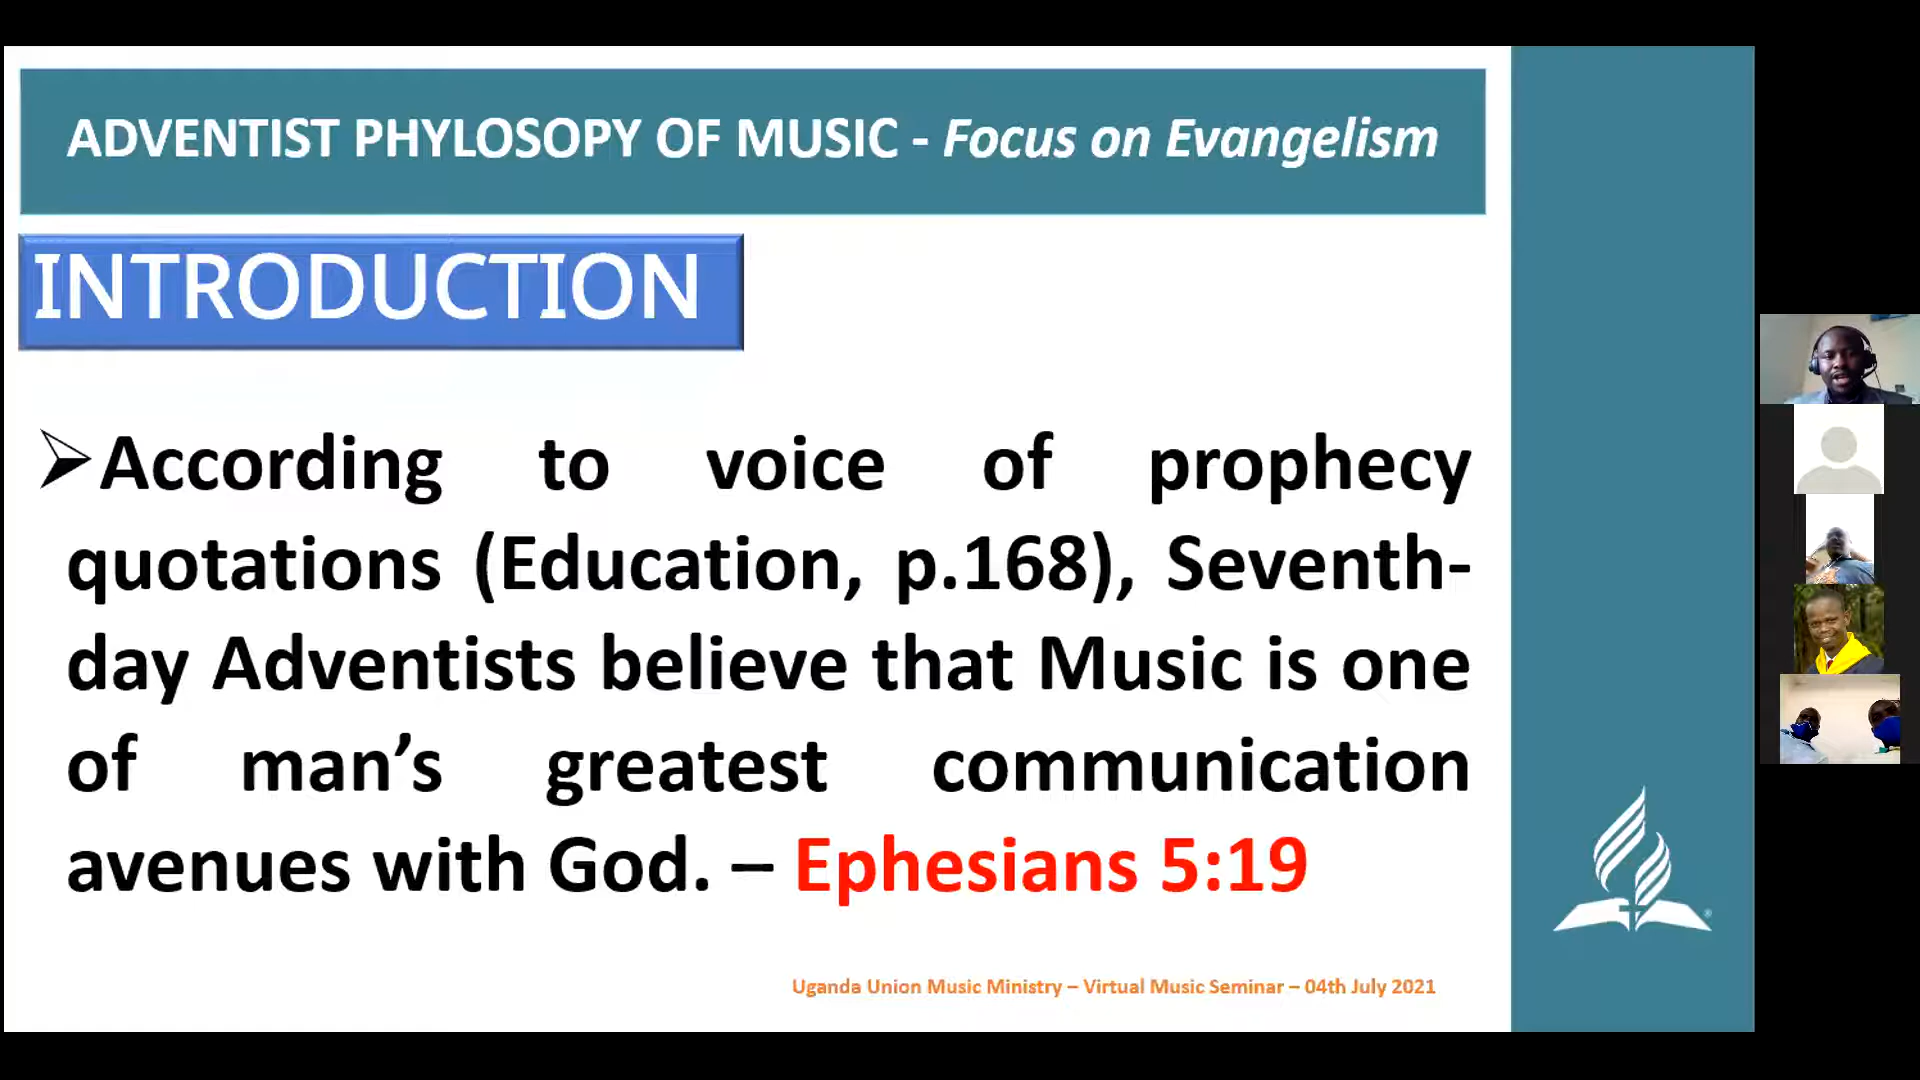 ADVENTIST PHYLOSOPY OF MUSIC - Focus on Evangelism
INTRODUCTION
➢According to voice of prophecy
quotations (Education, p.168), Seventh-
day Adventists believe that Music is one
of man’s greatest communication
avenues with God. – Ephesians 5:19
Uganda Union Music Ministry – Virtual Music Seminar – 04th July 2021